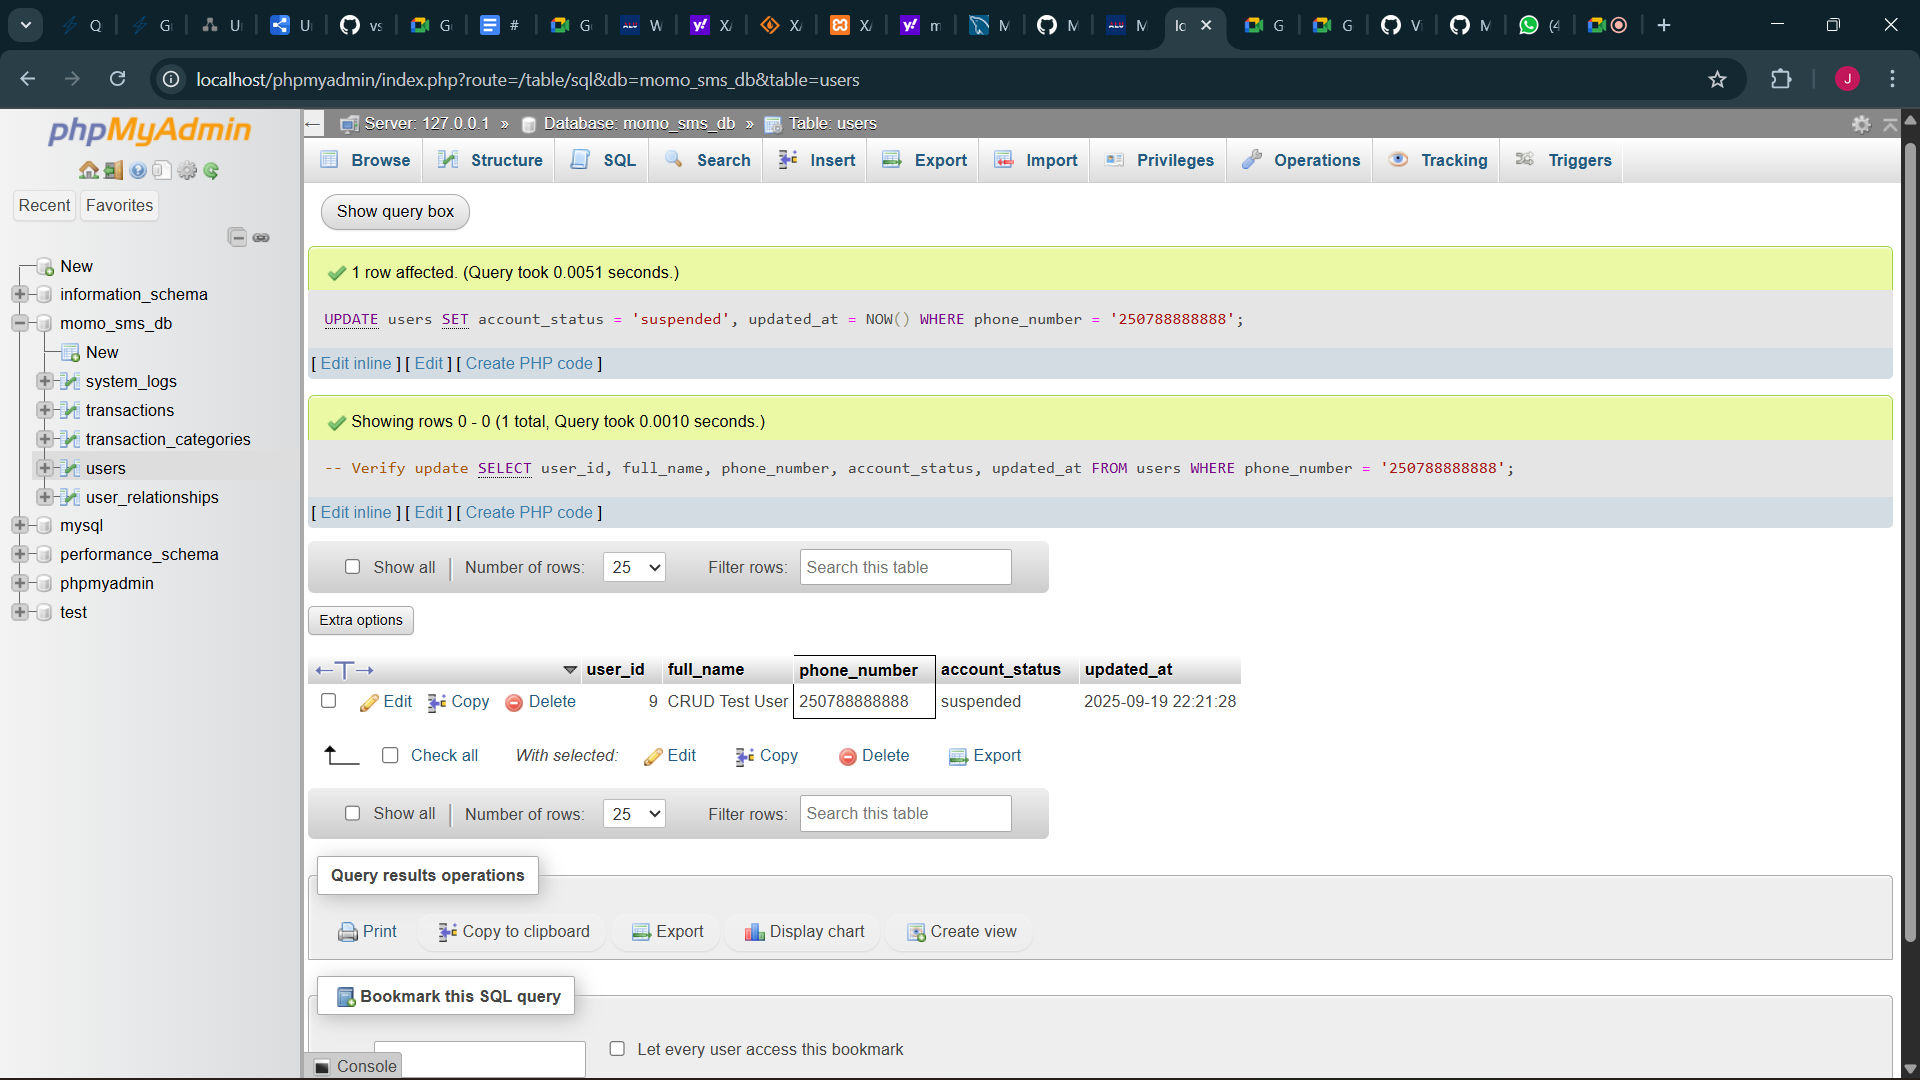 Q
G
U
U
vs
G
#
G
W
X/
X/
X/
m
M
M
M
lo
G
G
Vi
M
(4
localhost/phpmyadmin/index.php?route=/table/sql&db=momo_sms_db&table=users
J
phpMyAdmin
Recent Favorites
New
information_schema
momo_sms_db
New
system_logs
transactions
transaction_categories
users
user_relationships
mysql
performance_schema
phpmyadmin
test
Server: 127.0.0.1 » Database: momo_sms_db » Table: users
Browse Structure SQL Search Insert Export Import Privileges Operations Tracking Triggers
Show query box
1 row affected. (Query took 0.0051 seconds.)
UPDATE users SET account_status = 'suspended', updated_at = NOW() WHERE phone_number = '250788888888';
[ Edit inline ] [ Edit ] [ Create PHP code ]
Showing rows 0 - 0 (1 total, Query took 0.0010 seconds.)
-- Verify update SELECT user_id, full_name, phone_number, account_status, updated_at FROM users WHERE phone_number = '250788888888';
[ Edit inline ] [ Edit ] [ Create PHP code ]
Show all Number of rows: 25 Filter rows: Search this table
Extra options
user_id full_name phone_number account_status updated_at
Edit Copy Delete 9 CRUD Test User 250788888888 suspended 2025-09-19 22:21:28
Check all With selected: Edit Copy Delete Export
Show all Number of rows: 25 Filter rows: Search this table
Query results operations
Print Copy to clipboard Export Display chart Create view
Bookmark this SQL query
Let every user access this bookmark
Console